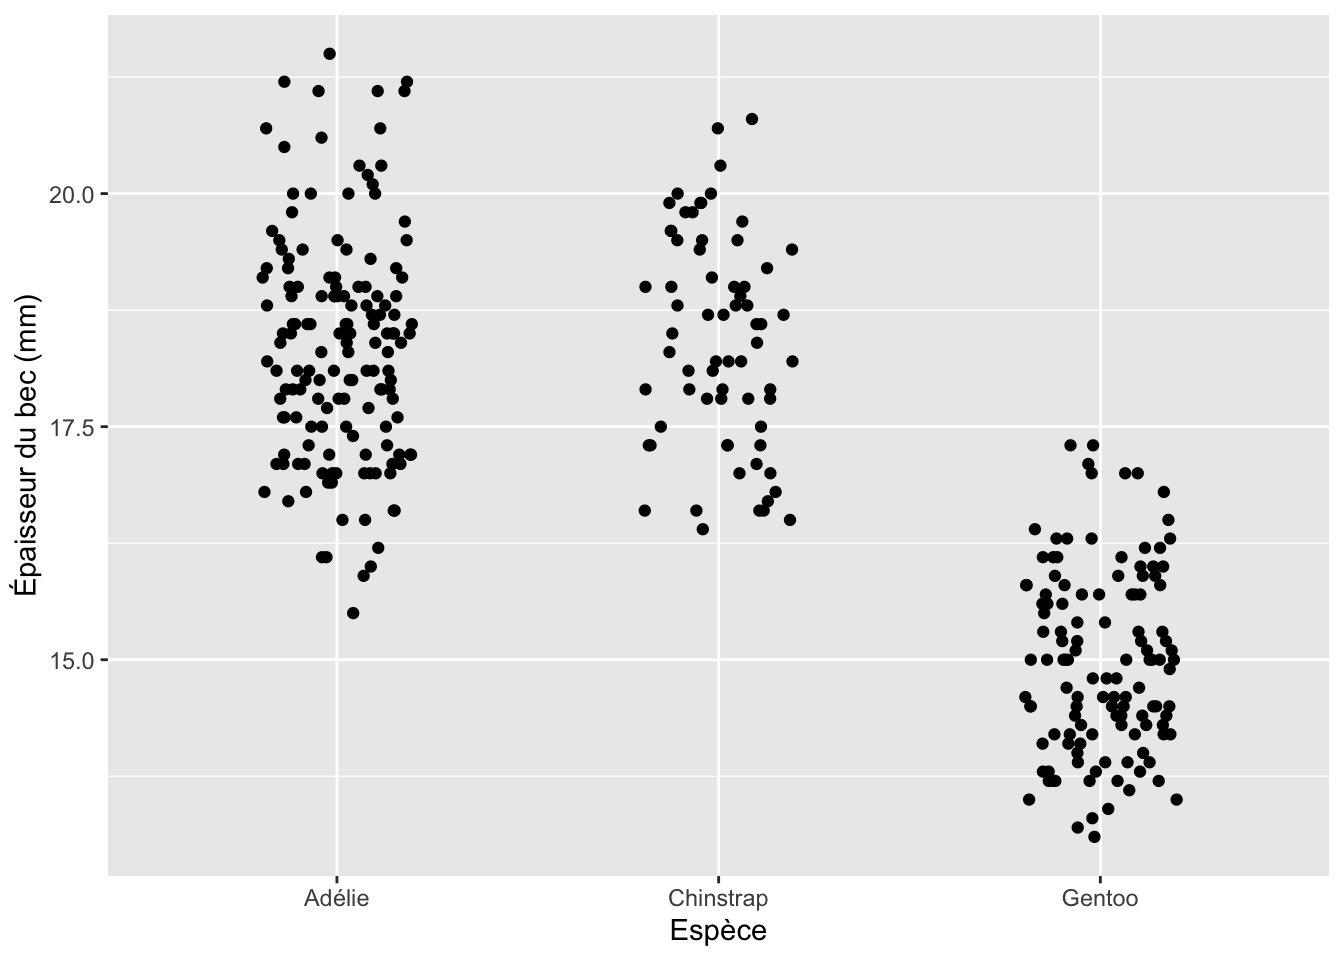 Épaisseur du bec (mm)
20.0
17.5
15.0
Adélie
Chinstrap
Gentoo
Espèce